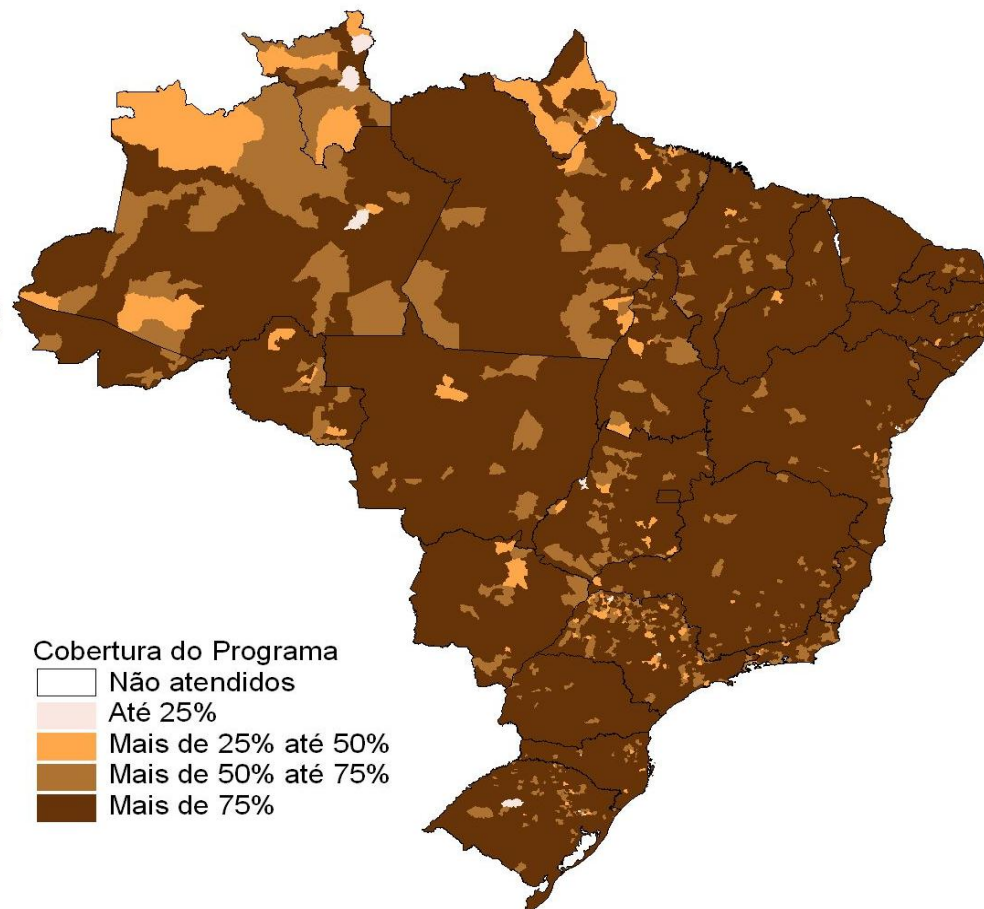 Cobertura do Programa
Não atendidos
Até 25%
Mais de 25% até 50%
Mais de 50% até 75%
Mais de 75%